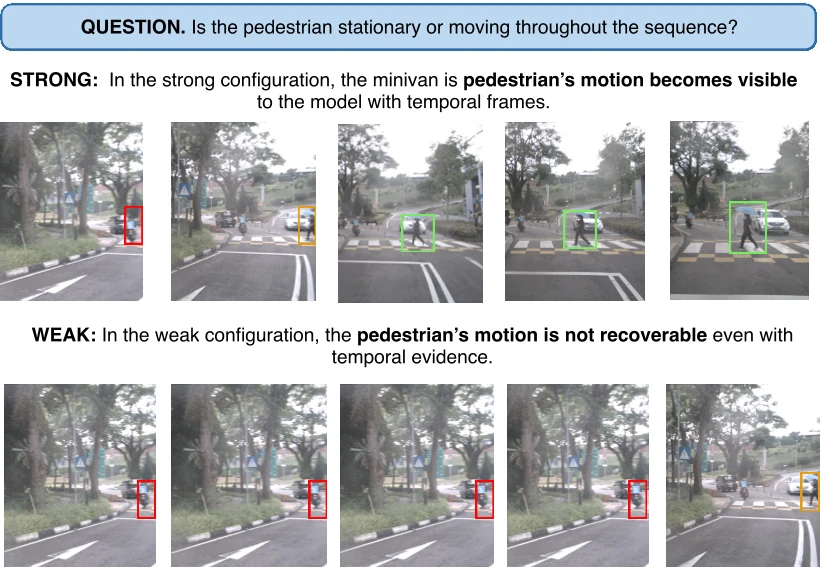 QUESTION. Is the pedestrian stationary or moving throughout the sequence?
STRONG: In the strong configuration, the minivan is pedestrian's motion becomes visible
to the model with temporal frames.
WEAK: In the weak configuration, the pedestrian's motion is not recoverable even with
temporal evidence.